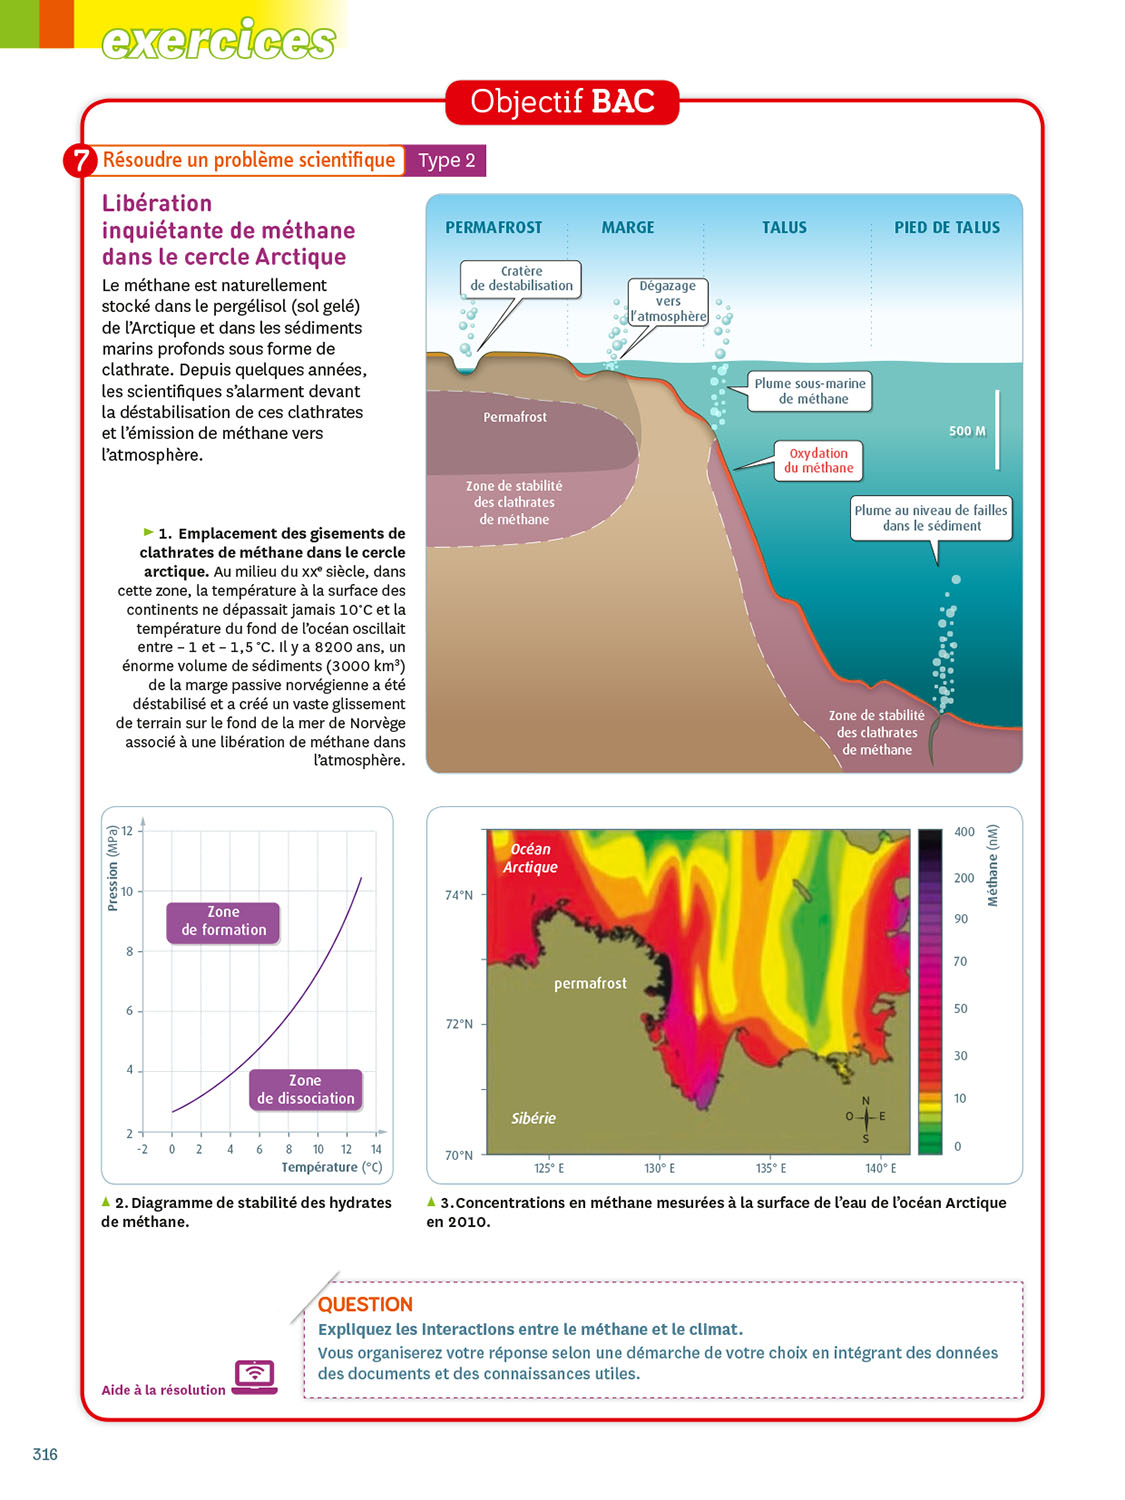 exercices
Objectif BAC
7 Résoudre un problème scientifique Type 2
Libération
inquiétante de méthane
dans le cercle Arctique
Le méthane est naturellement
stocké dans le pergélisol (sol gelé)
de l'Arctique et dans les sédiments
marins profonds sous forme de
clathrate. Depuis quelques années,
les scientifiques s'alarment devant
la déstabilisation de ces clathrates
et l'émission de méthane vers
l'atmosphère.
► 1. Emplacement des gisements de
clathrates de méthane dans le cercle
arctique. Au milieu du XXe siècle, dans
cette zone, la température à la surface des
continents ne dépassait jamais 10°C et la
température du fond de l'océan oscillait
entre – 1 et – 1,5 °C. Il y a 8200 ans, un
énorme volume de sédiments (3000 km³)
de la marge passive norvégienne a été
déstabilisé et a créé un vaste glissement
de terrain sur le fond de la mer de Norvège
associé à une libération de méthane dans
l'atmosphère.
PERMAFROST MARGE TALUS PIED DE TALUS
Cratère
de destabilisation
Dégazage
vers
l'atmosphère
Plume sous-marine
de méthane
500 M
Oxydation
du méthane
Plume au niveau de failles
dans le sédiment
Permafrost
Zone de stabilité
des clathrates
de méthane
Zone de stabilité
des clathrates
de méthane
Pression (MPa)
12
10
8
6
4
2
Zone
de formation
Zone
de dissociation
-2 0 2 4 6 8 10 12 14
Température (°C)
▲ 2. Diagramme de stabilité des hydrates
de méthane.
Océan
Arctique
permafrost
Sibérie
N
O E
S
74°N
72°N
70°N
125° E 130° E 135° E 140° E
400
200
90
70
50
30
10
0
Méthane (nM)
▲ 3.Concentrations en méthane mesurées à la surface de l'eau de l'océan Arctique
en 2010.
QUESTION
Expliquez les interactions entre le méthane et le climat.
Vous organiserez votre réponse selon une démarche de votre choix en intégrant des données
des documents et des connaissances utiles.
Aide à la résolution
316